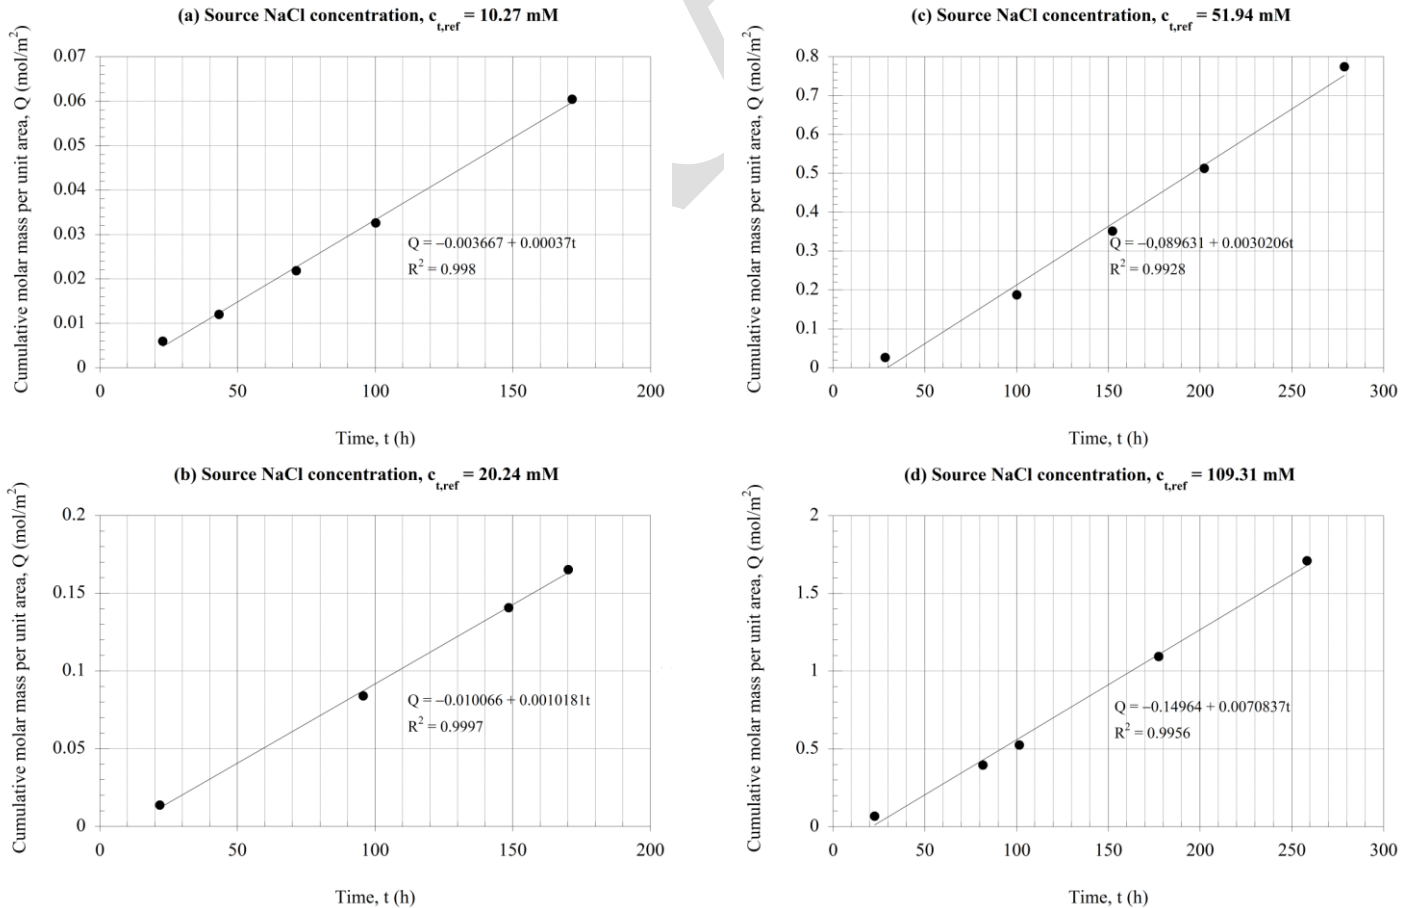 (a) Source NaCl concentration, c_t,ref = 10.27 mM
Cumulative molar mass per unit area, Q (mol/m²)
0.07
0.06
0.05
0.04
0.03
0.02
0.01
0
Q = –0.003667 + 0.00037t
R² = 0.998
0 50 100 150 200
Time, t (h)
(c) Source NaCl concentration, c_t,ref = 51.94 mM
Cumulative molar mass per unit area, Q (mol/m²)
0.8
0.7
0.6
0.5
0.4
0.3
0.2
0.1
0
Q = –0,089631 + 0.0030206t
R² = 0.9928
0 50 100 150 200 250 300
Time, t (h)
(b) Source NaCl concentration, c_t,ref = 20.24 mM
Cumulative molar mass per unit area, Q (mol/m²)
0.2
0.15
0.1
0.05
0
Q = –0.010066 + 0.0010181t
R² = 0.9997
0 50 100 150 200
Time, t (h)
(d) Source NaCl concentration, c_t,ref = 109.31 mM
Cumulative molar mass per unit area, Q (mol/m²)
2
1.5
1
0.5
0
Q = –0.14964 + 0.0070837t
R² = 0.9956
0 50 100 150 200 250 300
Time, t (h)